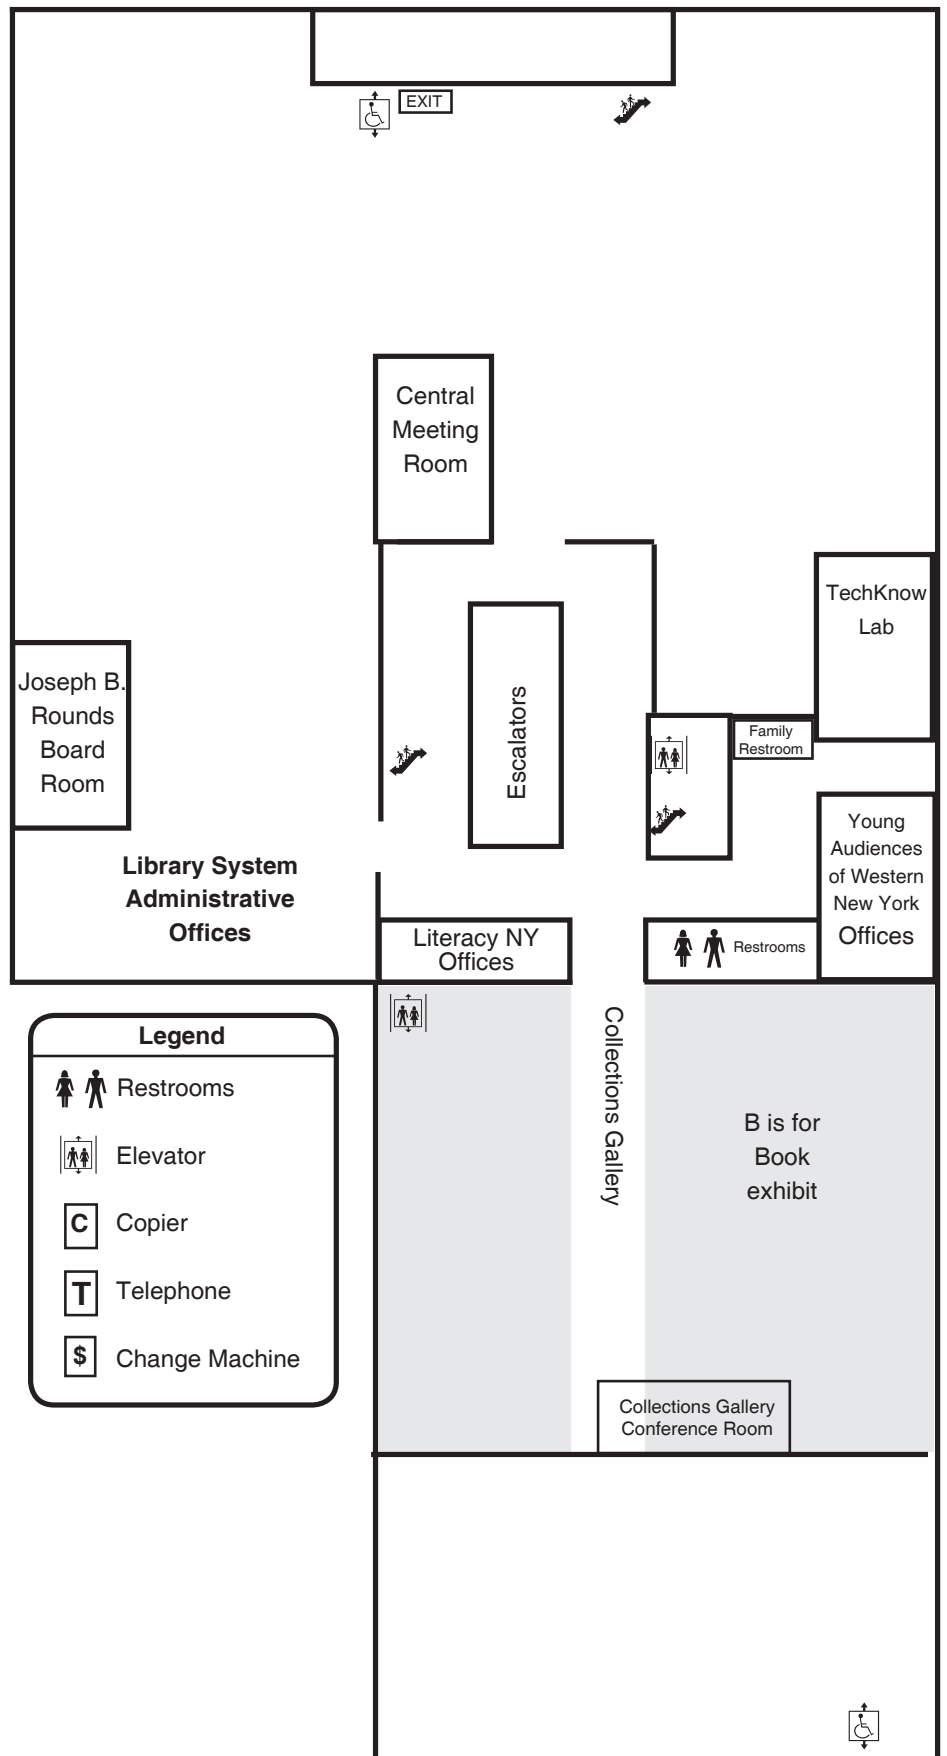 EXIT
Central
Meeting
Room
TechKnow
Lab
Joseph B.
Rounds
Board
Room
Escalators
Family
Restroom
Young
Audiences
of Western
New York
Offices
Library System
Administrative
Offices
Literacy NY
Offices
Restrooms
Legend
Restrooms
Elevator
C Copier
T Telephone
$ Change Machine
Collections Gallery
B is for
Book
exhibit
Collections Gallery
Conference Room